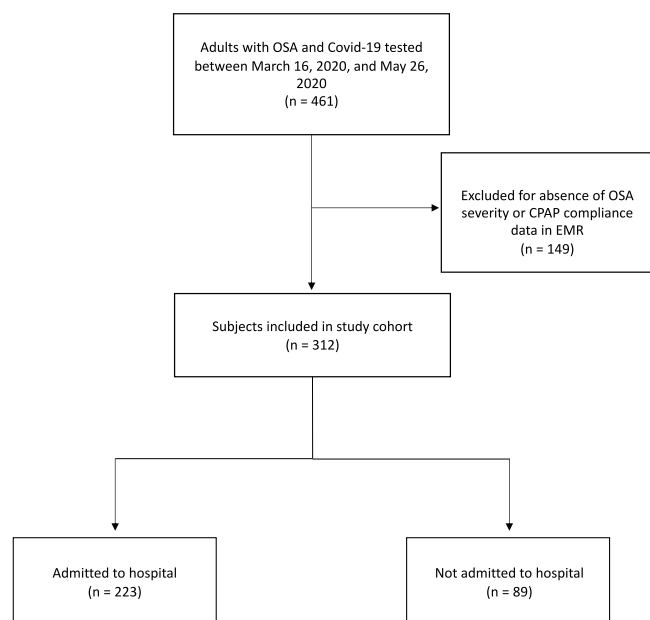 Adults with OSA and Covid-19 tested
between March 16, 2020, and May 26,
2020
(n = 461)
Excluded for absence of OSA
severity or CPAP compliance
data in EMR
(n = 149)
Subjects included in study cohort
(n = 312)
Admitted to hospital
(n = 223)
Not admitted to hospital
(n = 89)